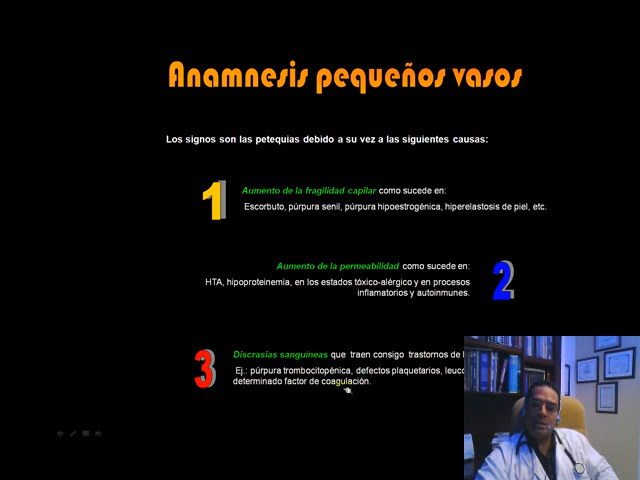 Anamnesis pequeños vasos
Los signos son las petequias debido a su vez a las siguientes causas:
1
Aumento de la fragilidad capilar como sucede en:
Escorbuto, púrpura senil, púrpura hipoestrogénica, hiperelastosis de piel, etc.
Aumento de la permeabilidad como sucede en:
2
HTA, hipoproteinemia, en los estados tóxico-alérgico y en procesos
inflamatorios y autoinmunes.
3
Discrasias sanguíneas que traen consigo trastornos de
Ej.: púrpura trombocitopénica, defectos plaquetarios,
determinado factor de coagulación.